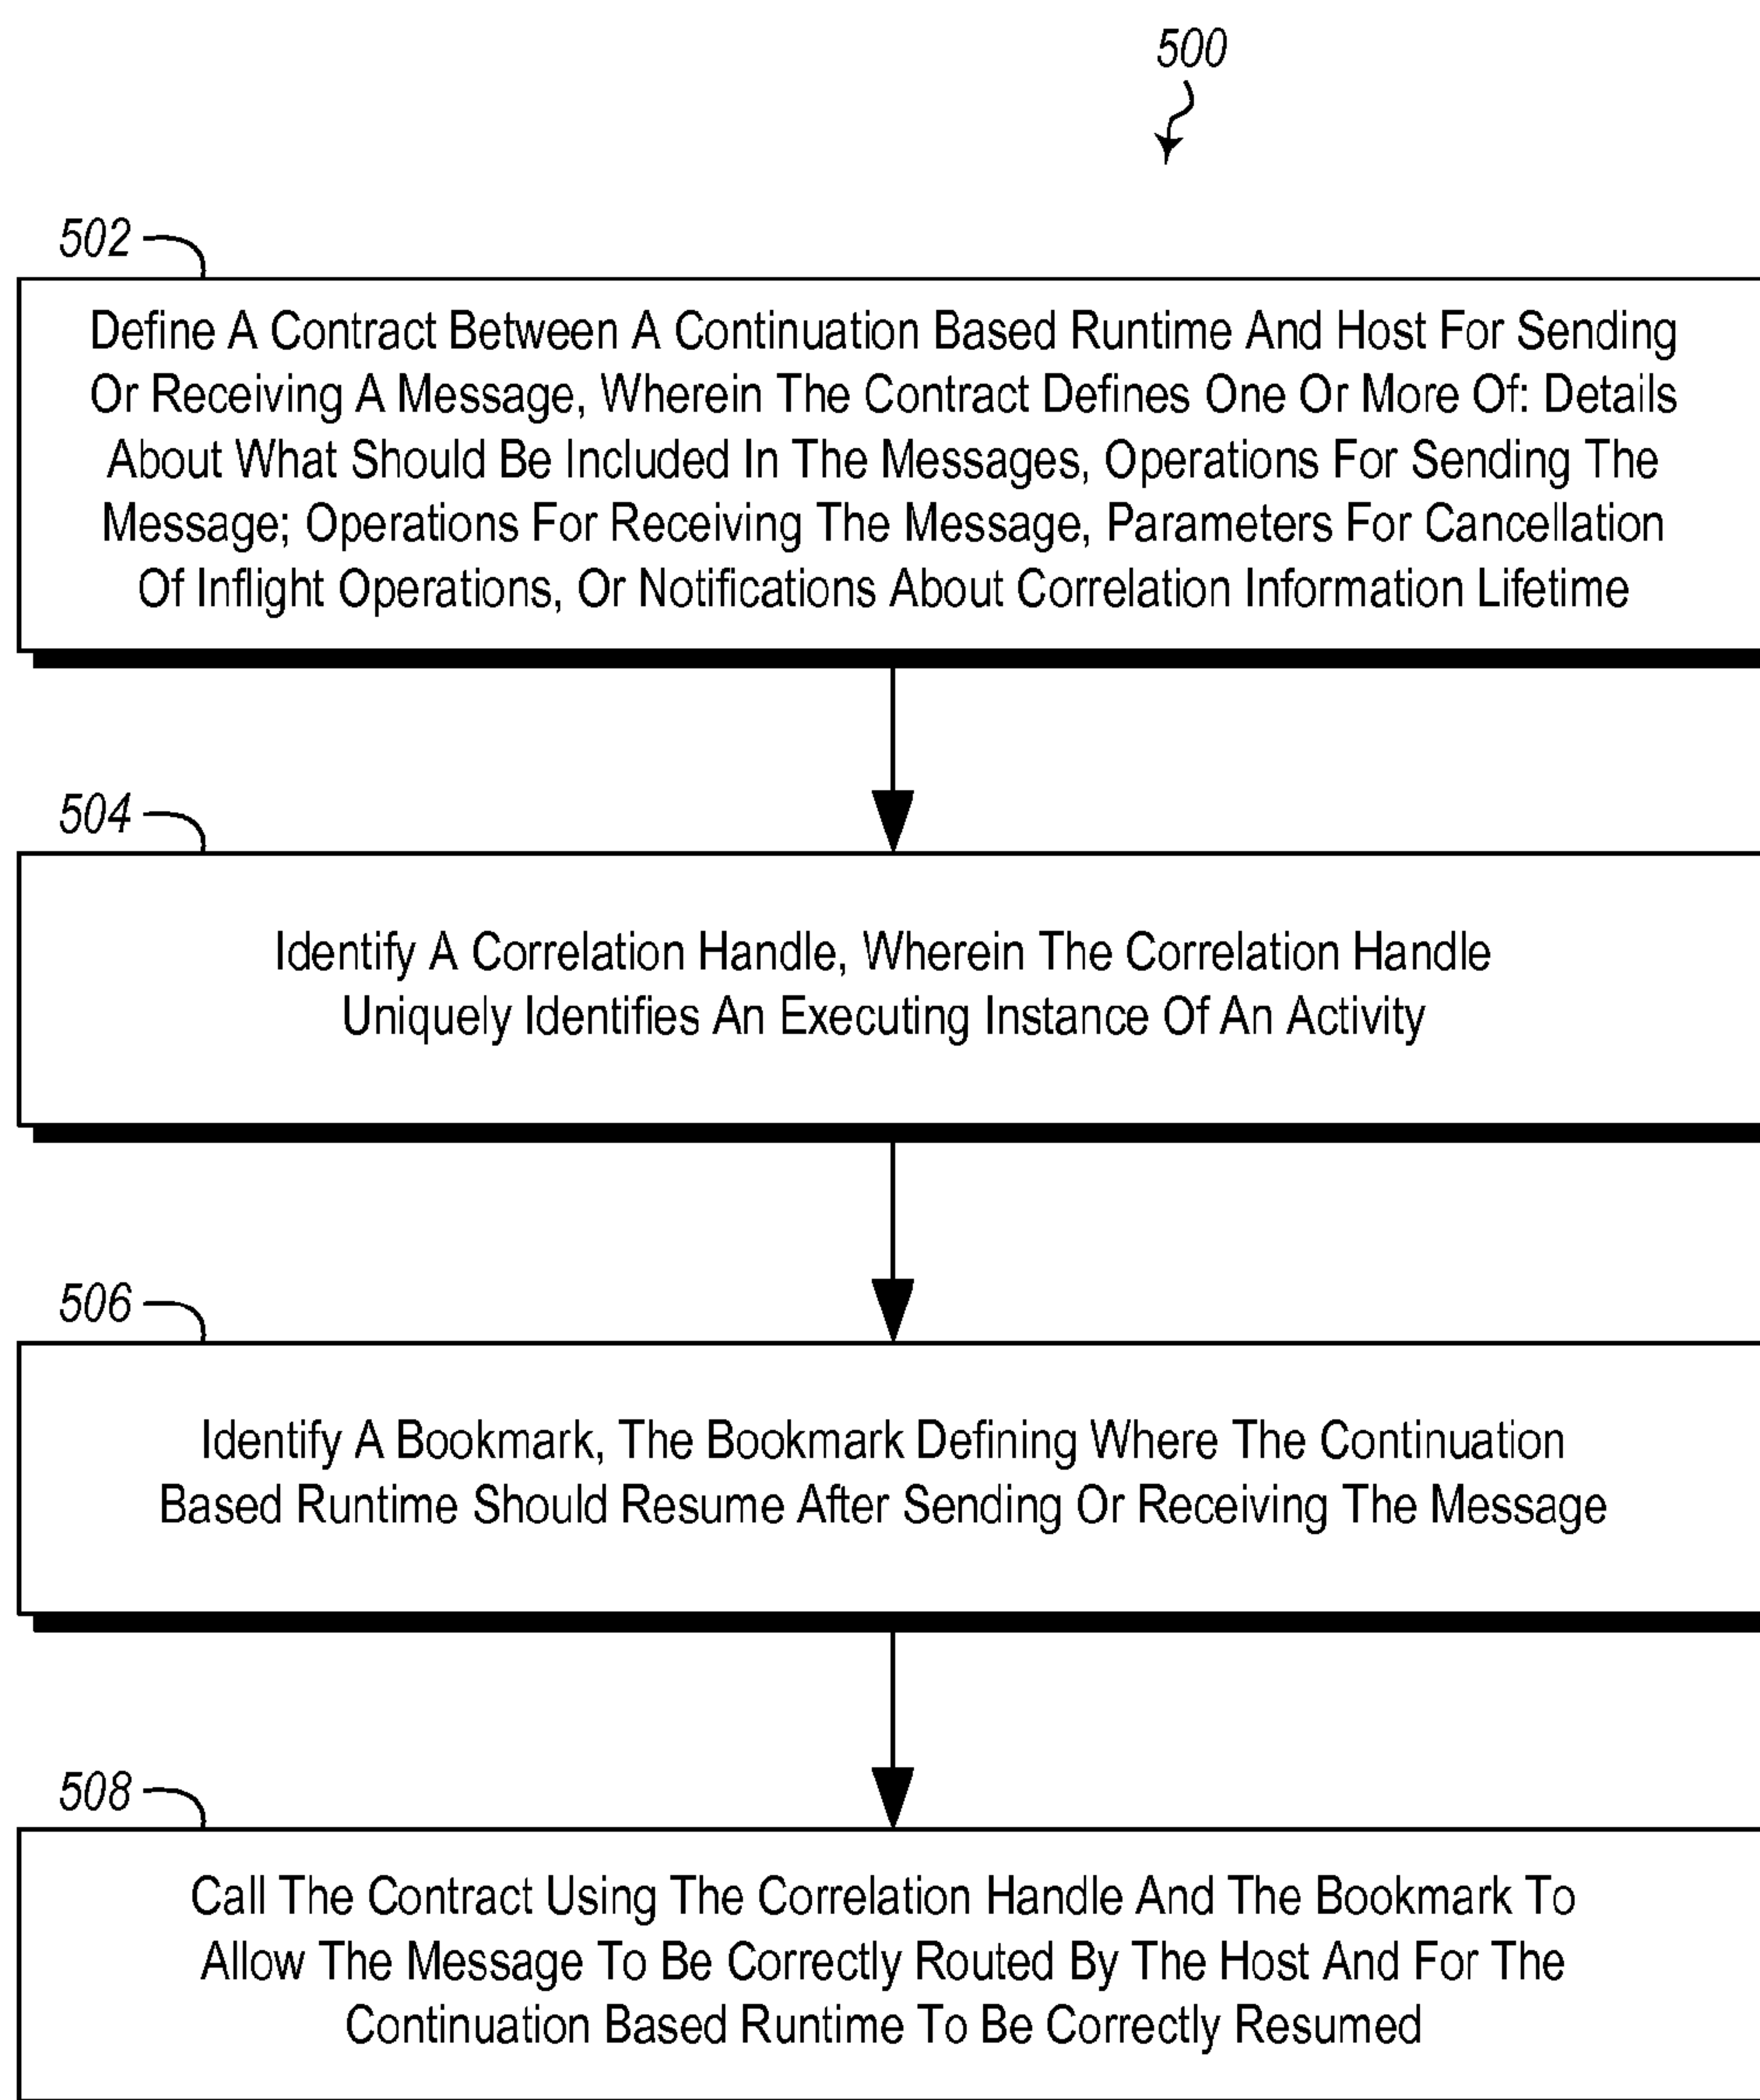 500
502
Define A Contract Between A Continuation Based Runtime And Host For Sending
Or Receiving A Message, Wherein The Contract Defines One Or More Of: Details
About What Should Be Included In The Messages, Operations For Sending The
Message; Operations For Receiving The Message, Parameters For Cancellation
Of Inflight Operations, Or Notifications About Correlation Information Lifetime
504
Identify A Correlation Handle, Wherein The Correlation Handle
Uniquely Identifies An Executing Instance Of An Activity
506
Identify A Bookmark, The Bookmark Defining Where The Continuation
Based Runtime Should Resume After Sending Or Receiving The Message
508
Call The Contract Using The Correlation Handle And The Bookmark To
Allow The Message To Be Correctly Routed By The Host And For The
Continuation Based Runtime To Be Correctly Resumed